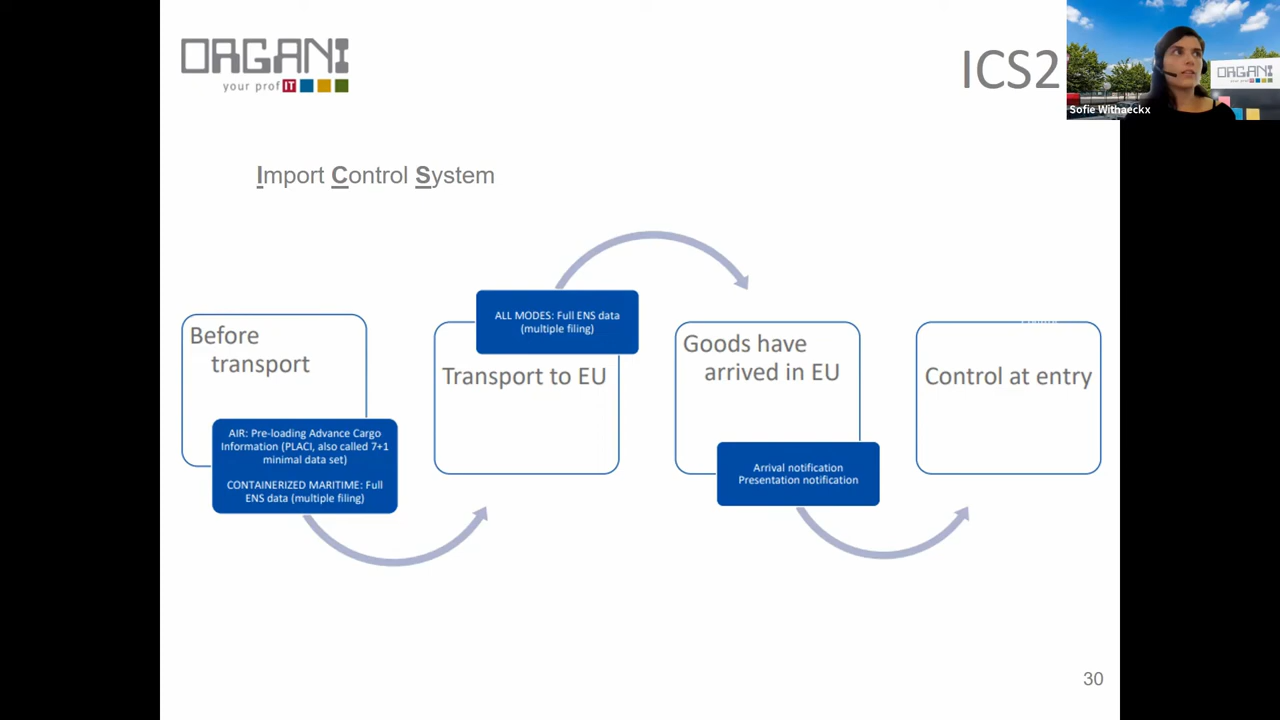 ORGANI
your profIT
ICS2
ORGANI
Sofie Withaeckx
Import Control System
Before
transport
AIR: Pre-loading Advance Cargo
Information (PLACI, also called 7+1
minimal data set)
CONTAINERIZED MARITIME: Full
ENS data (multiple filing)
ALL MODES: Full ENS data
(multiple filing)
Transport to EU
Goods have
arrived in EU
Arrival notification
Presentation notification
Control at entry
30